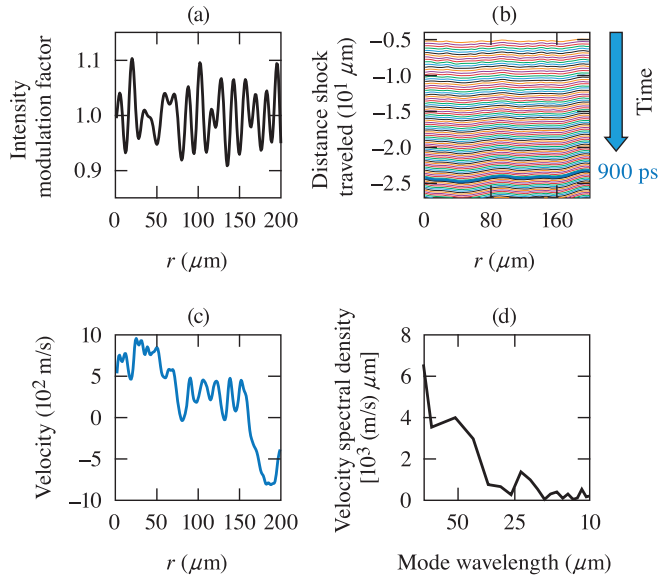 (a)
Intensity
modulation factor
1.1
1.0
0.9
0 50 100 150 200
r (μm)
(b)
Distance shock
traveled (10¹ μm)
−0.5
−1.0
−1.5
−2.0
−2.5
0 80 160
r (μm)
Time
900 ps
(c)
Velocity (10² m/s)
10
5
0
−5
−10
0 50 100 150 200
r (μm)
(d)
Velocity spectral density
[10³ (m/s) μm]
8
6
4
2
0
50 25 10
Mode wavelength (μm)